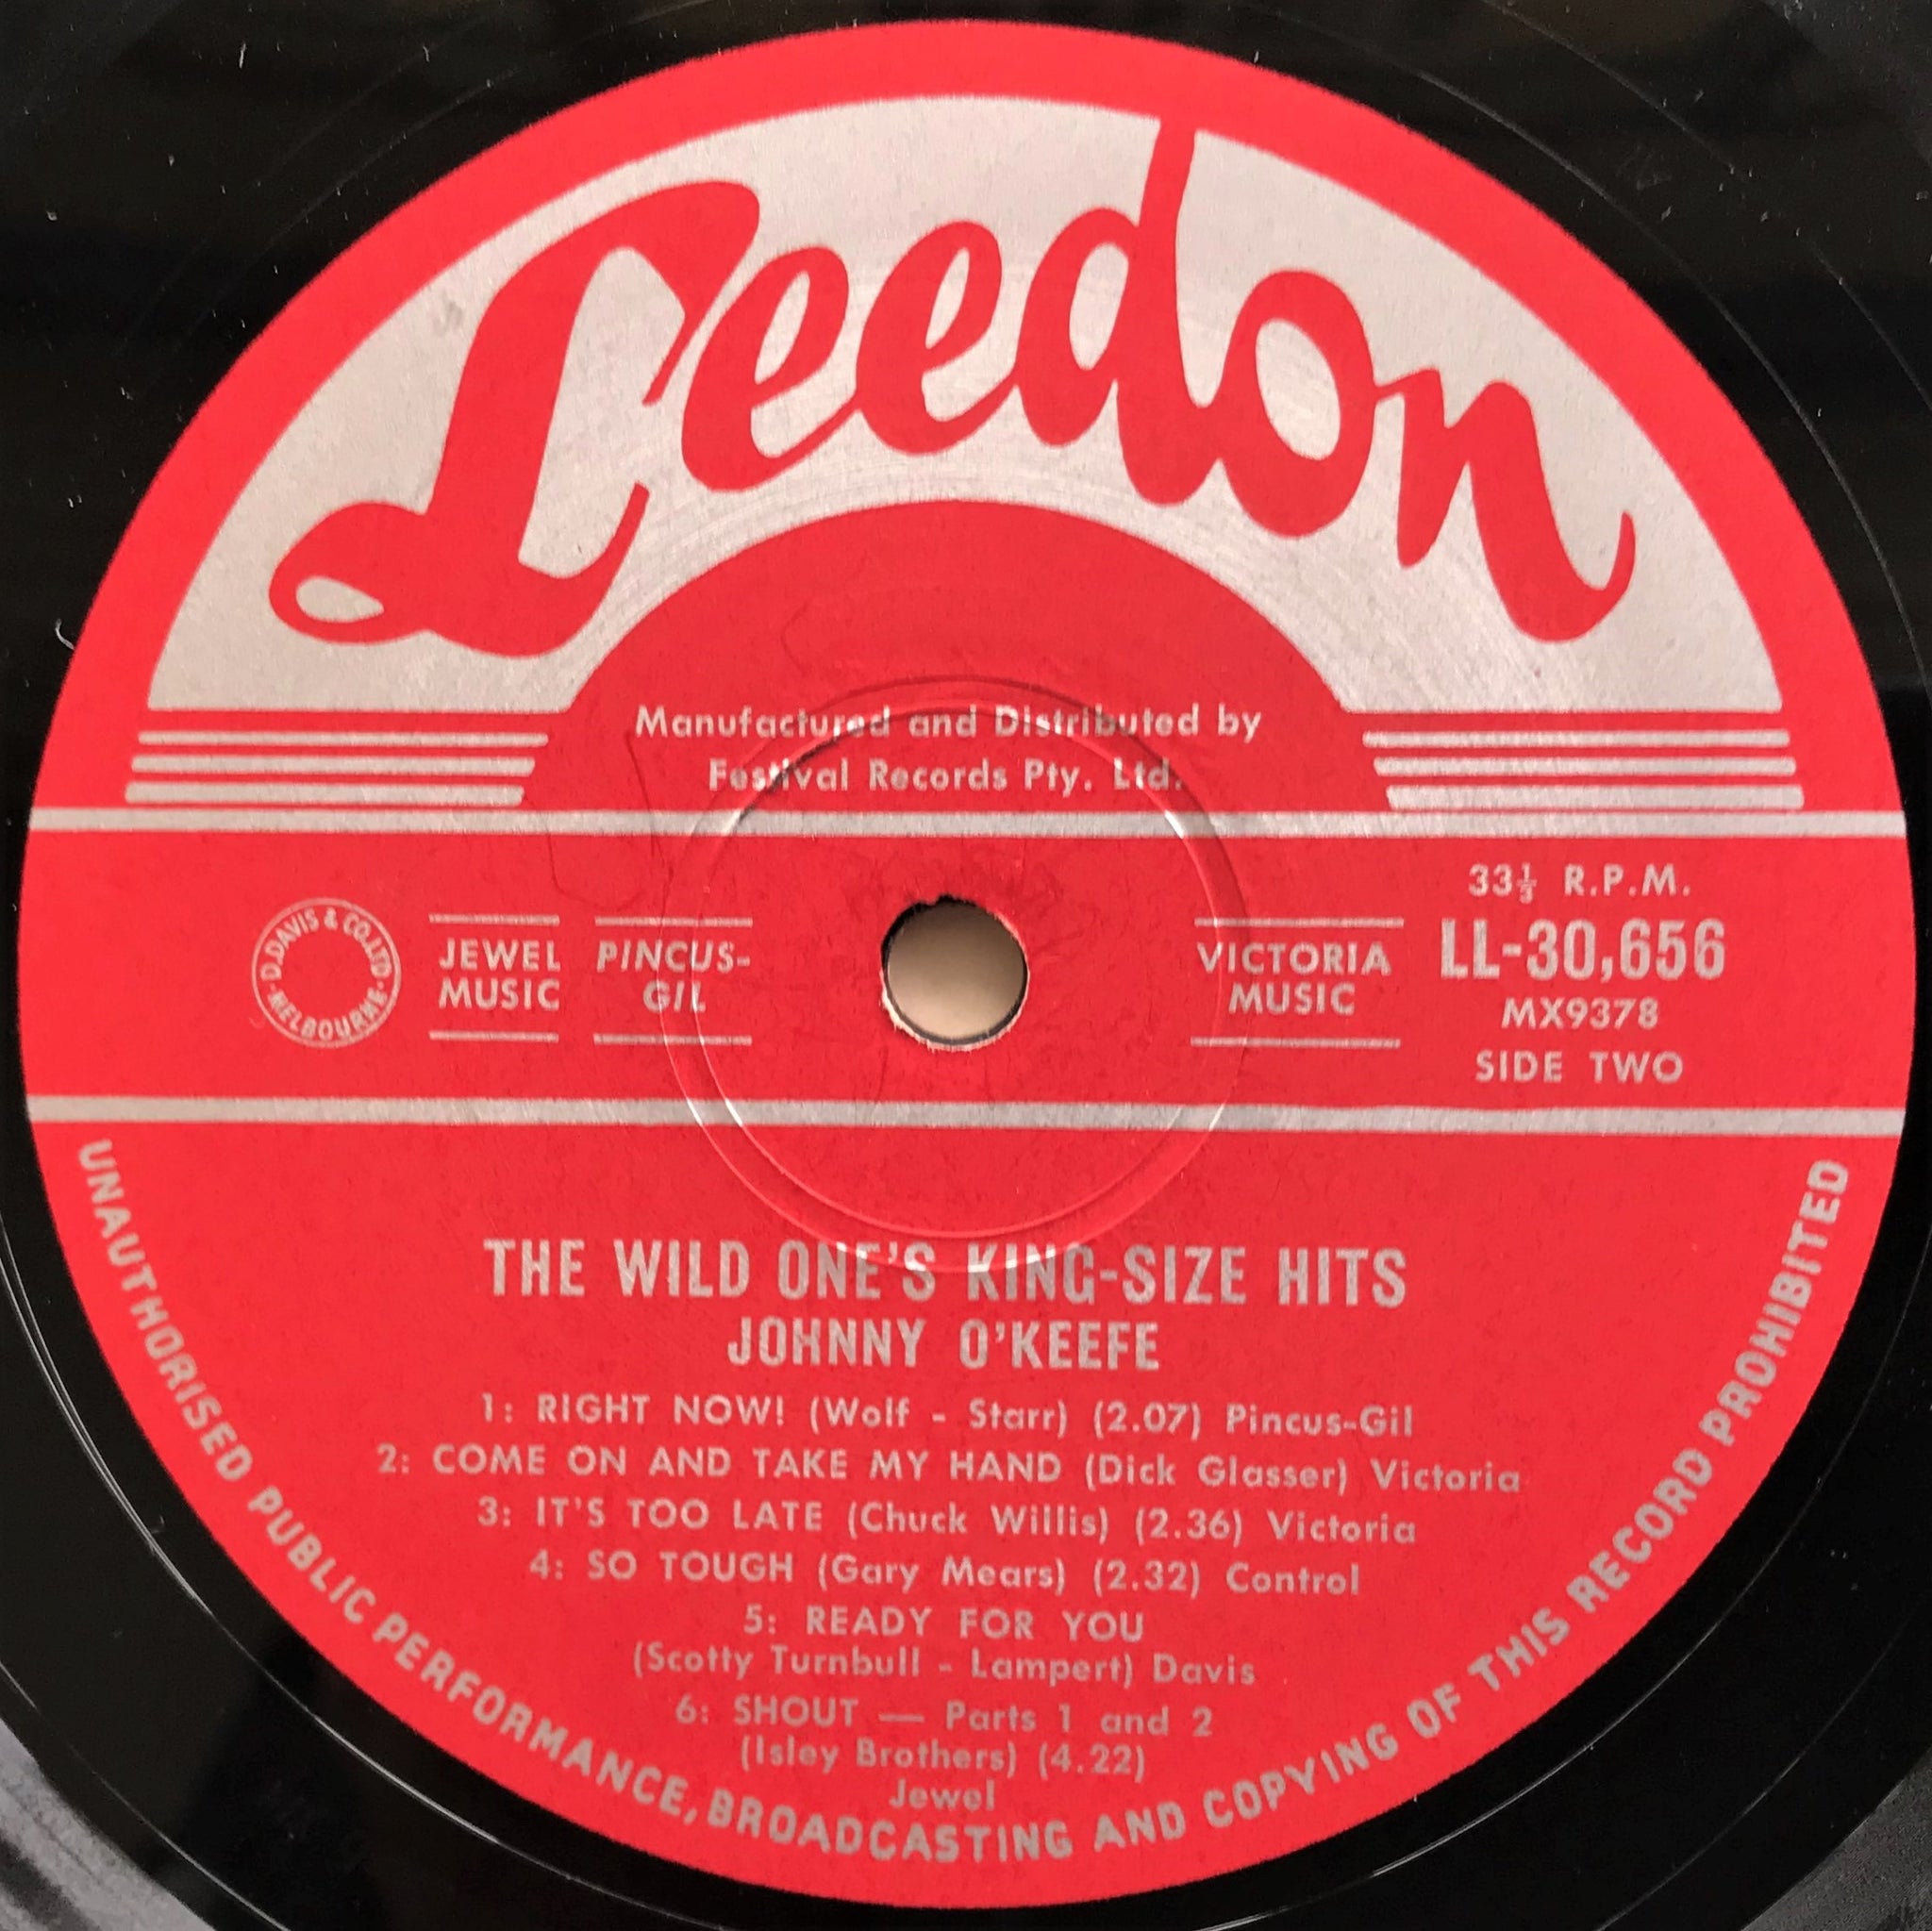 Leedon
Manufactured and Distributed by
Festival Records Pty. Ltd.
D. DAVIS & CO. LTD · MELBOURNE ·
JEWEL
MUSIC
PINCUS-
GIL
VICTORIA
MUSIC
33⅓ R.P.M.
LL-30,656
MX9378
SIDE TWO
THE WILD ONE'S KING-SIZE HITS
JOHNNY O'KEEFE
1: RIGHT NOW! (Wolf - Starr) (2.07) Pincus-Gil
2: COME ON AND TAKE MY HAND (Dick Glasser) Victoria
3: IT'S TOO LATE (Chuck Willis) (2.36) Victoria
4: SO TOUGH (Gary Mears) (2.32) Control
5: READY FOR YOU
(Scotty Turnbull - Lampert) Davis
6: SHOUT — Parts 1 and 2
(Isley Brothers) (4.22)
Jewel
UNAUTHORISED PUBLIC PERFORMANCE, BROADCASTING AND COPYING OF THIS RECORD PROHIBITED